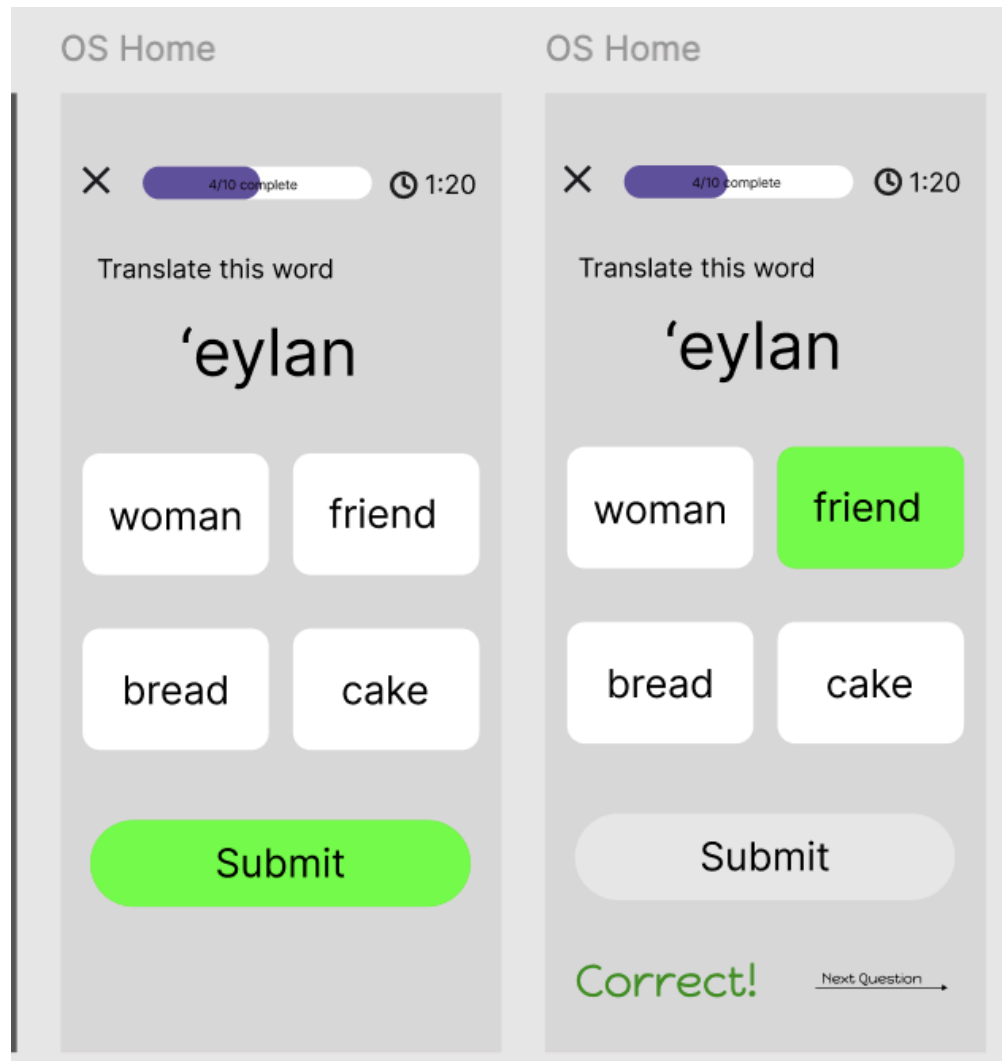 OS Home
4/10 complete
1:20
Translate this word
‘eylan
woman
friend
bread
cake
Submit
OS Home
4/10 complete
1:20
Translate this word
‘eylan
woman
friend
bread
cake
Submit
Correct!
Next Question